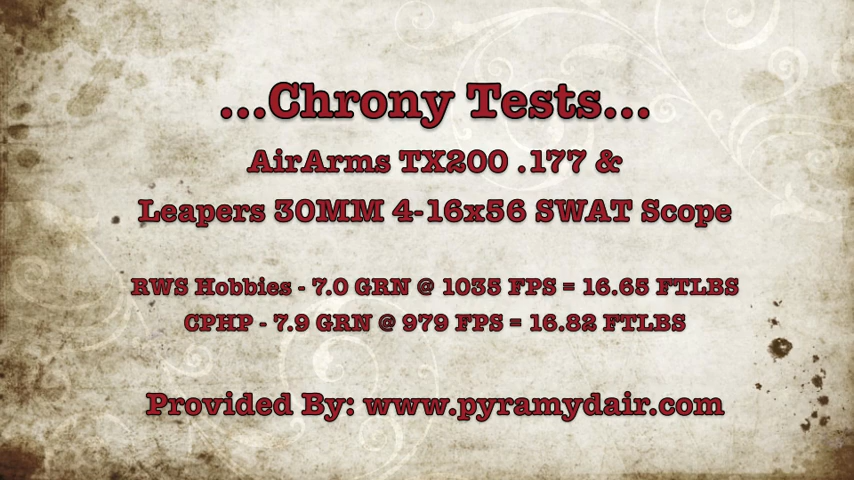 ...Chrony Tests...
AirArms TX200 .177 &
Leapers 30MM 4-16x56 SWAT Scope
RWS Hobbies - 7.0 GRN @ 1035 FPS = 16.65 FTLBS
CPHP - 7.9 GRN @ 979 FPS = 16.82 FTLBS
Provided By: www.pyramydair.com